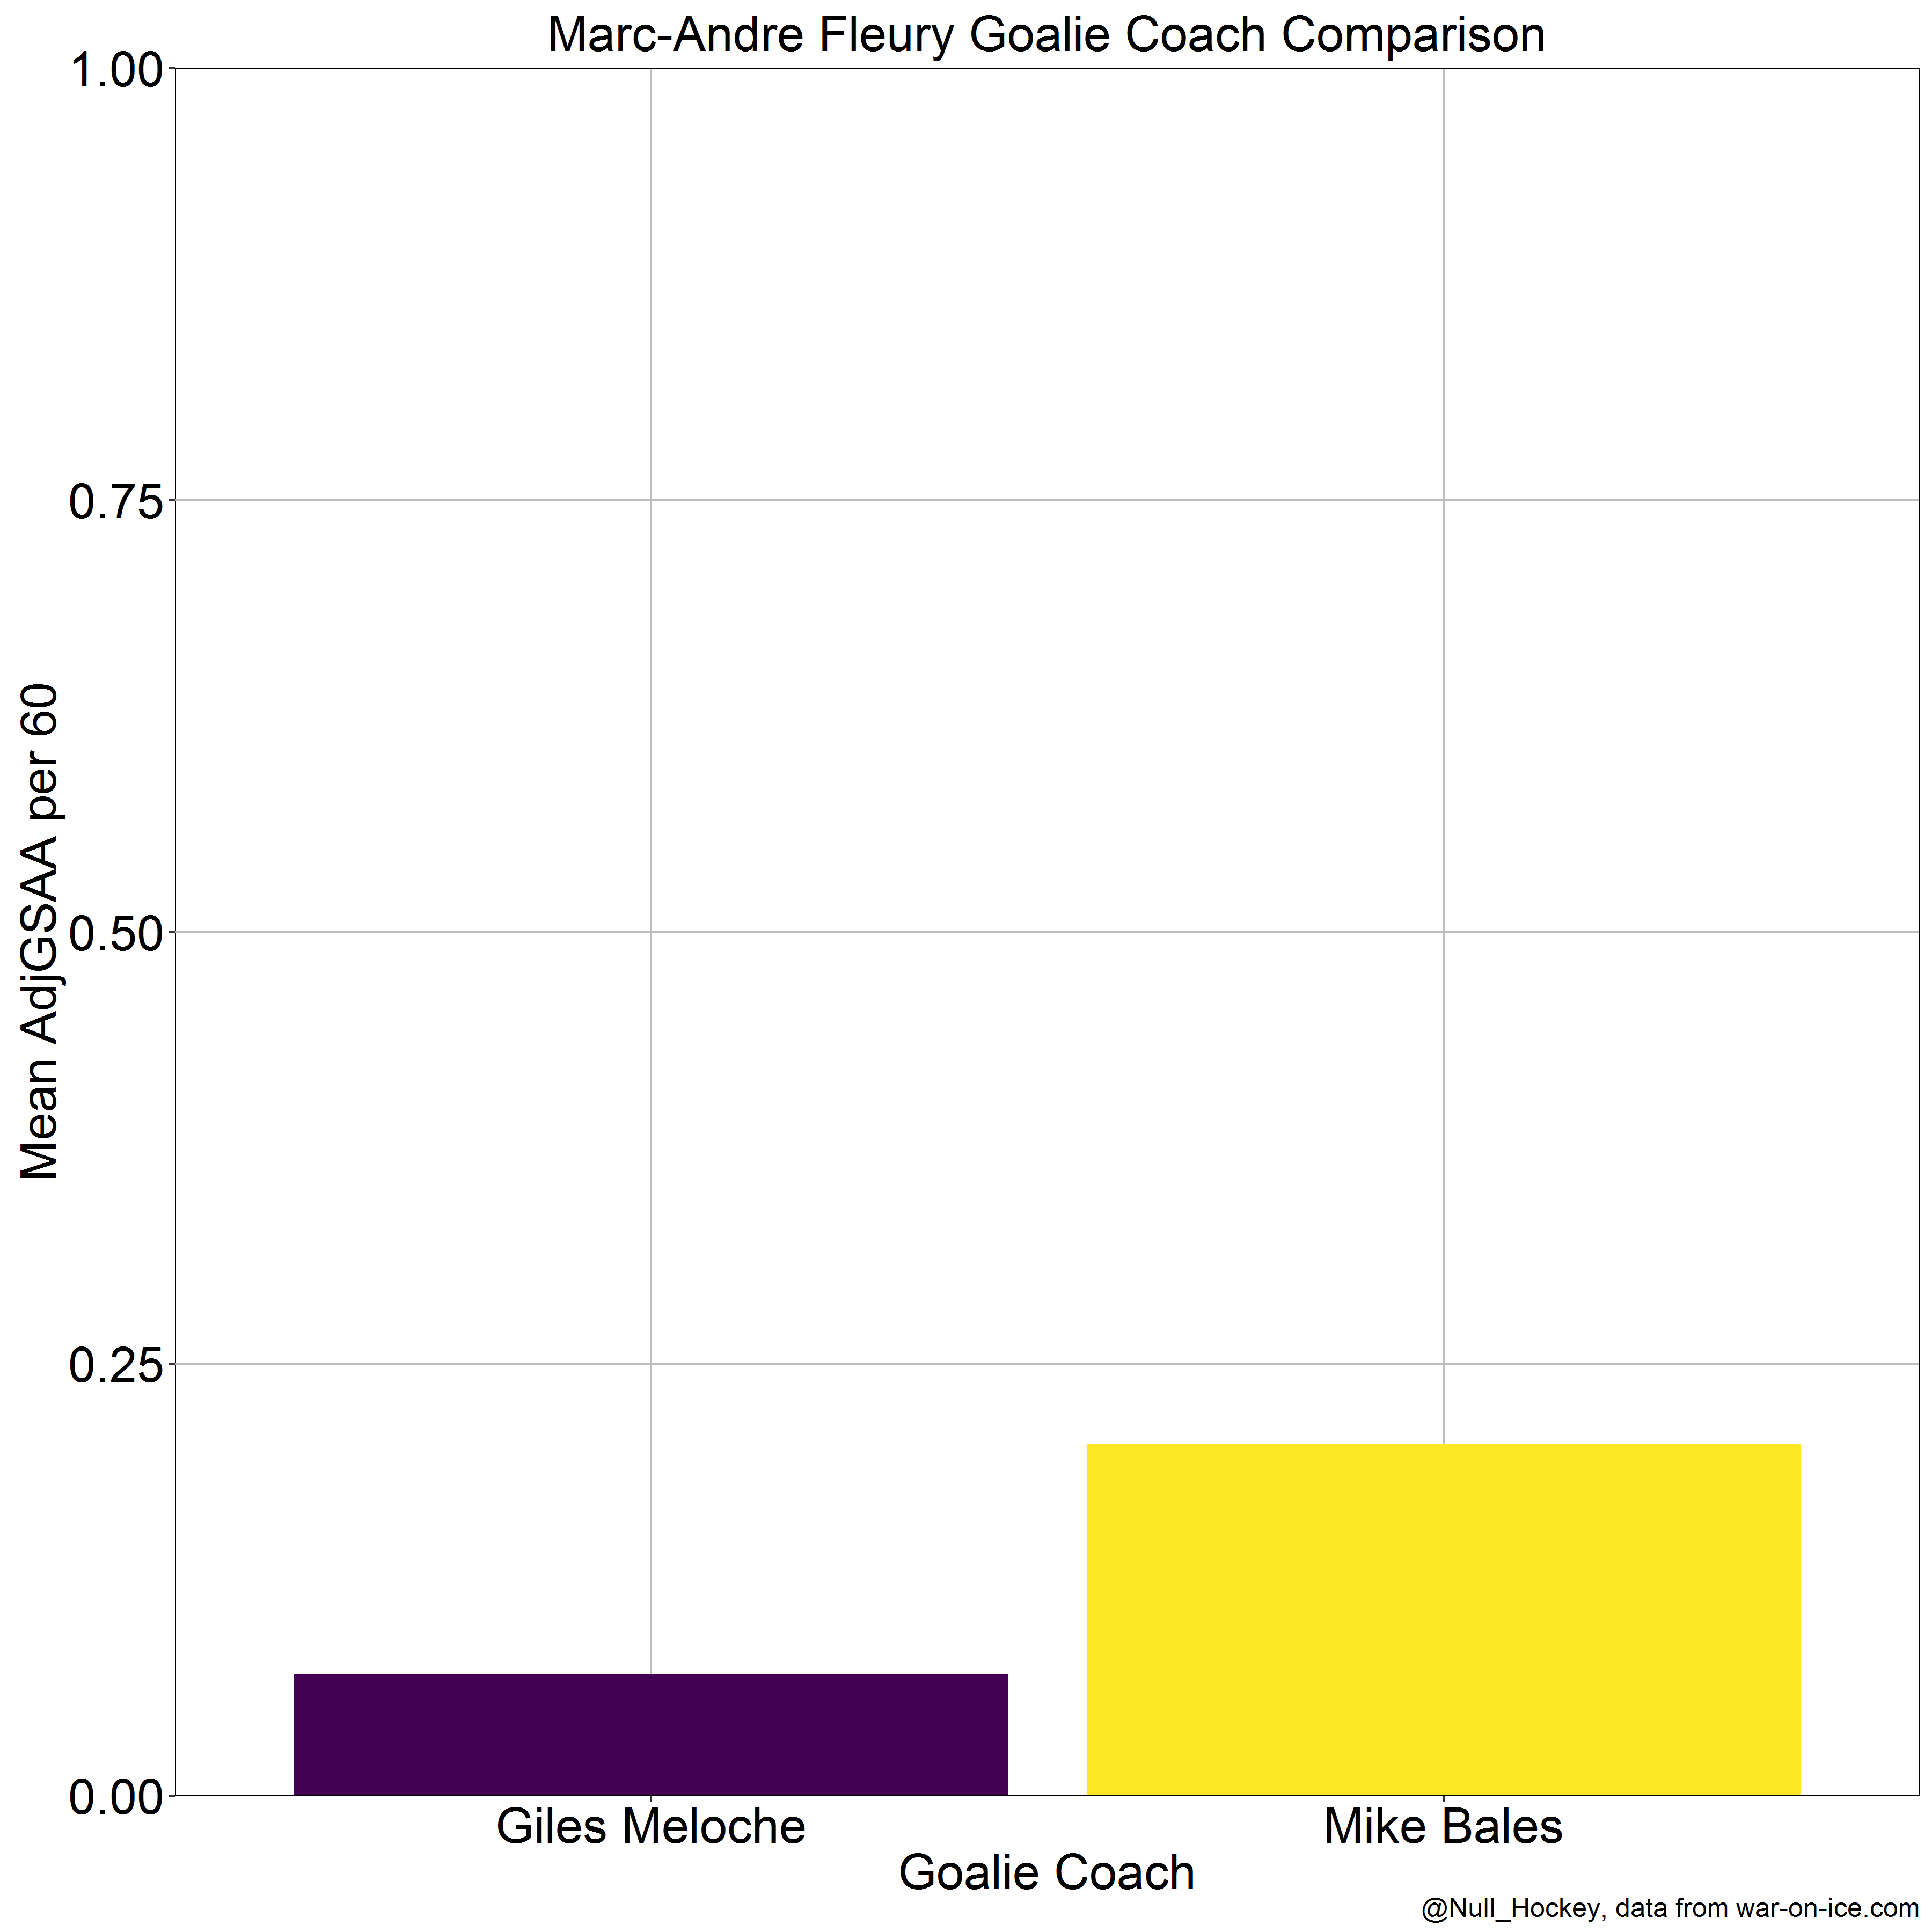 Marc-Andre Fleury Goalie Coach Comparison
1.00
0.75
0.50
0.25
0.00
Mean AdjGSAA per 60
Giles Meloche
Mike Bales
Goalie Coach
@Null_Hockey, data from war-on-ice.com